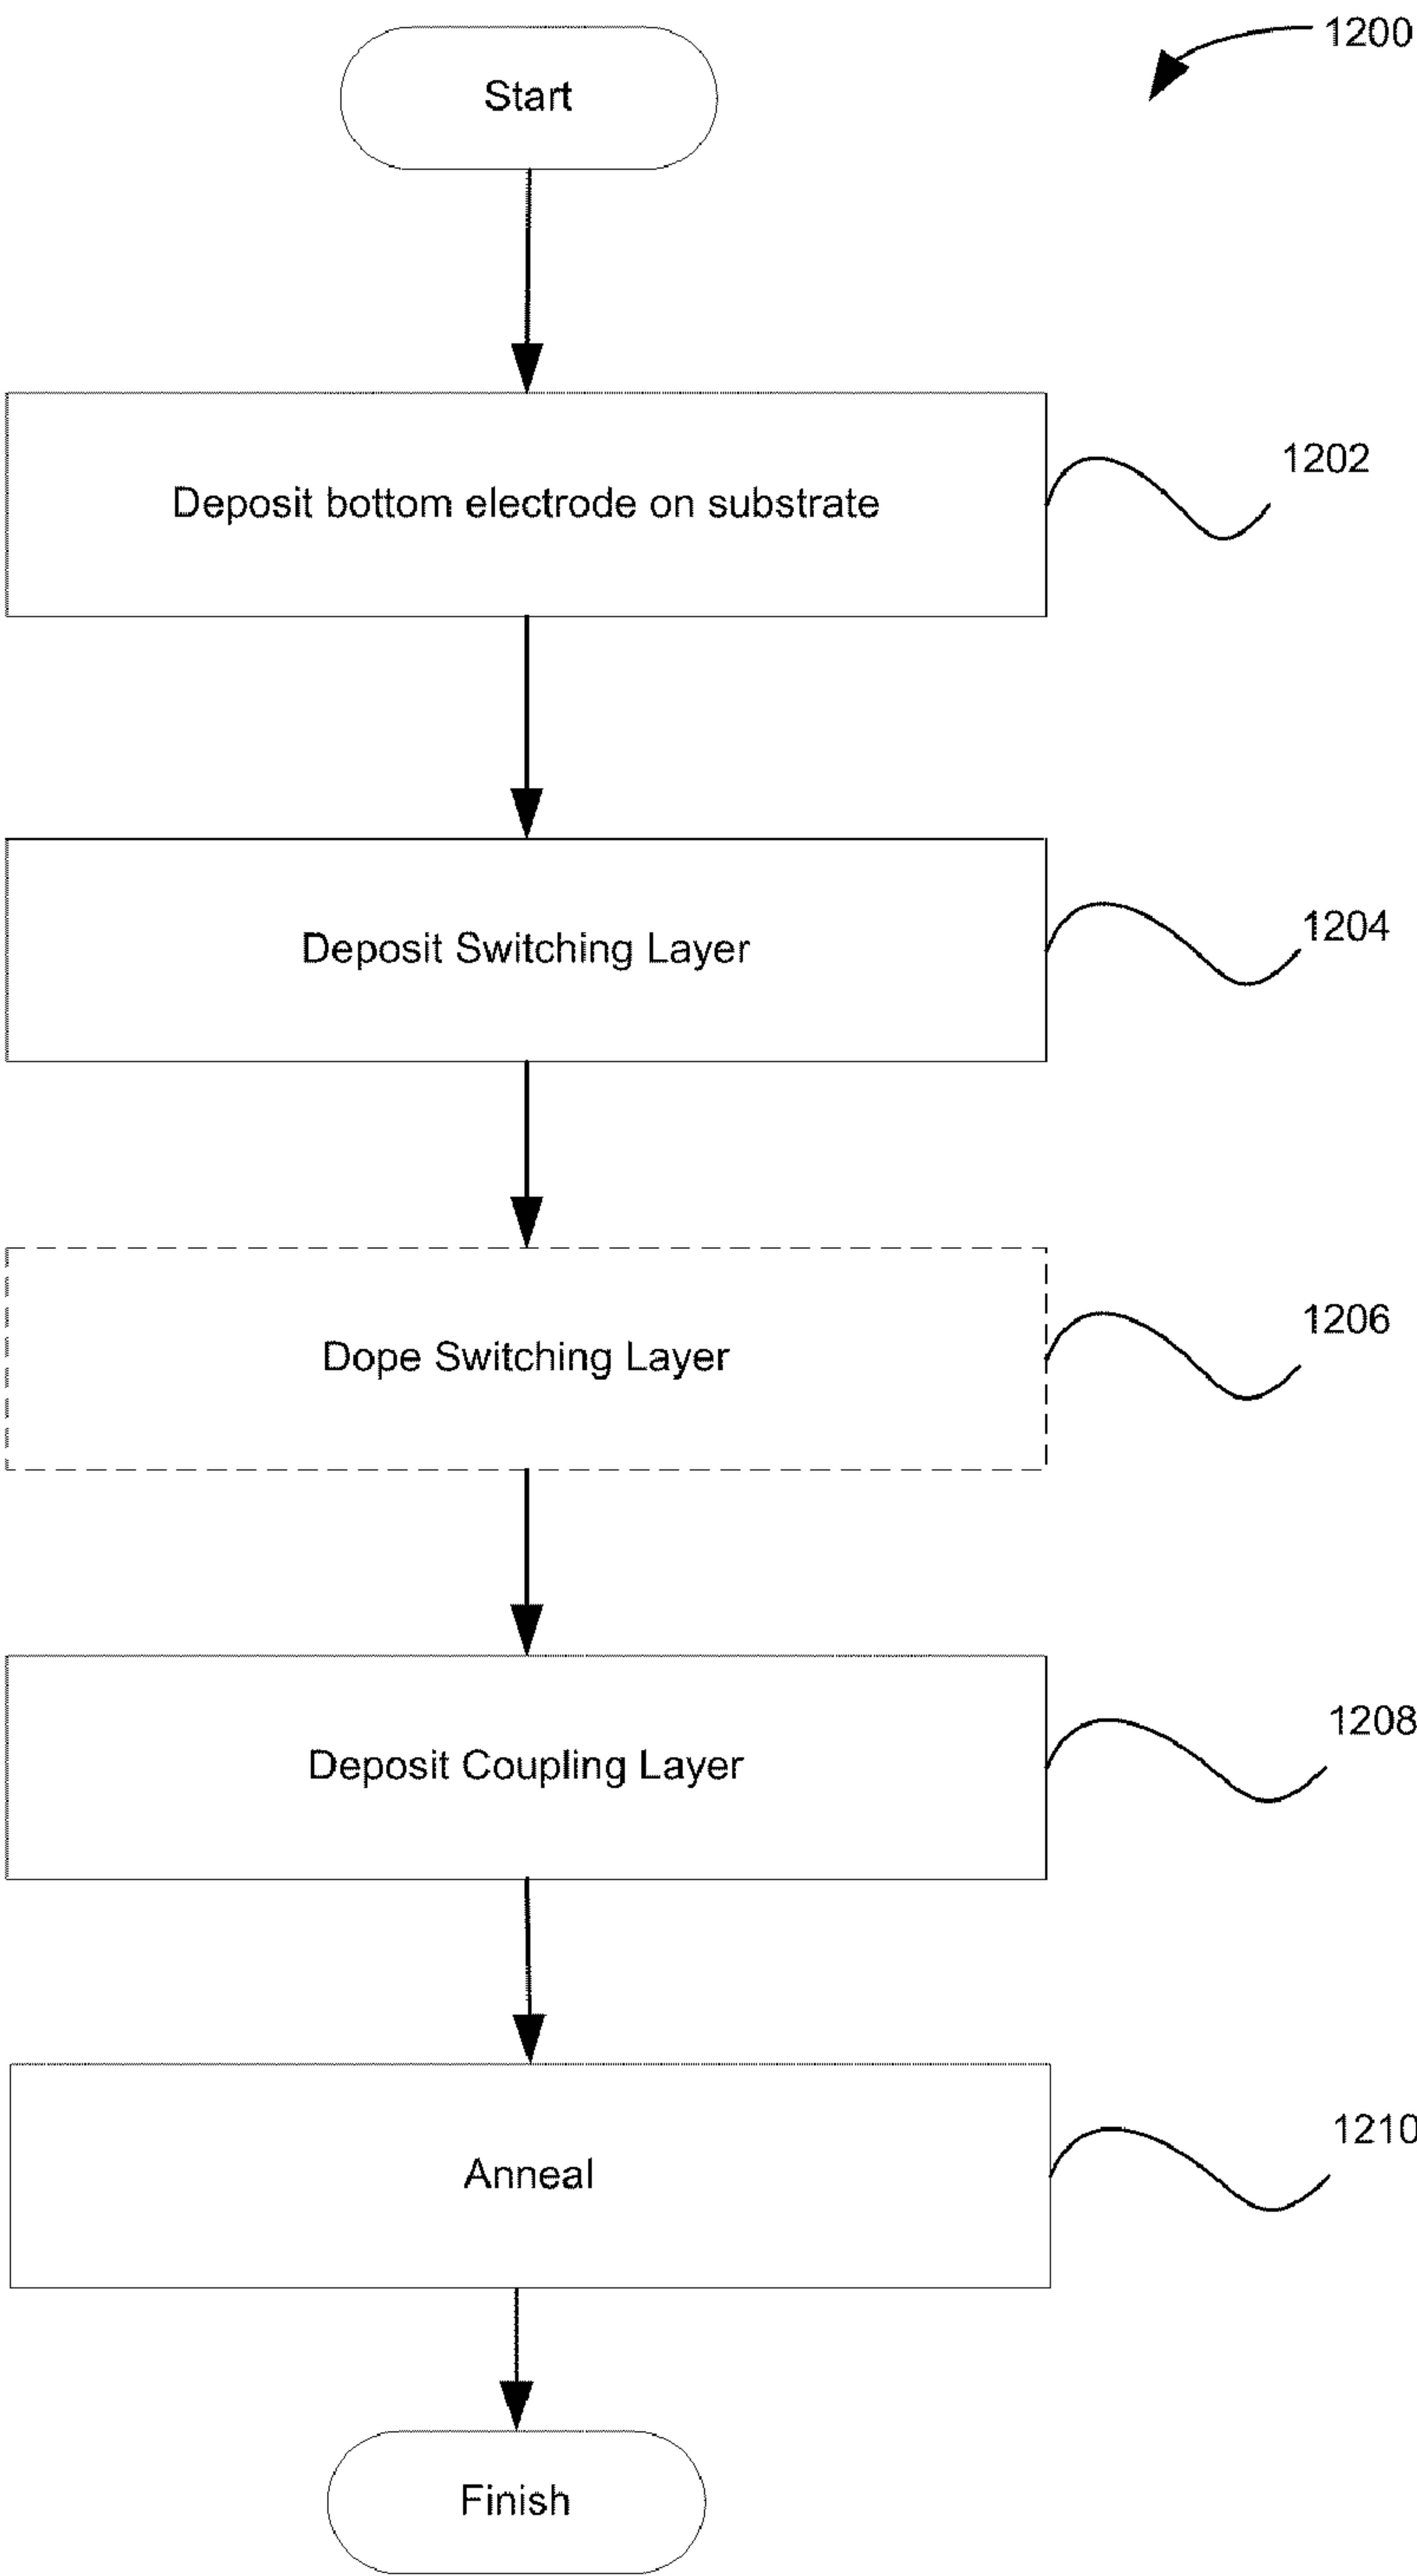 1200
Start
Deposit bottom electrode on substrate
1202
Deposit Switching Layer
1204
Dope Switching Layer
1206
Deposit Coupling Layer
1208
Anneal
1210
Finish